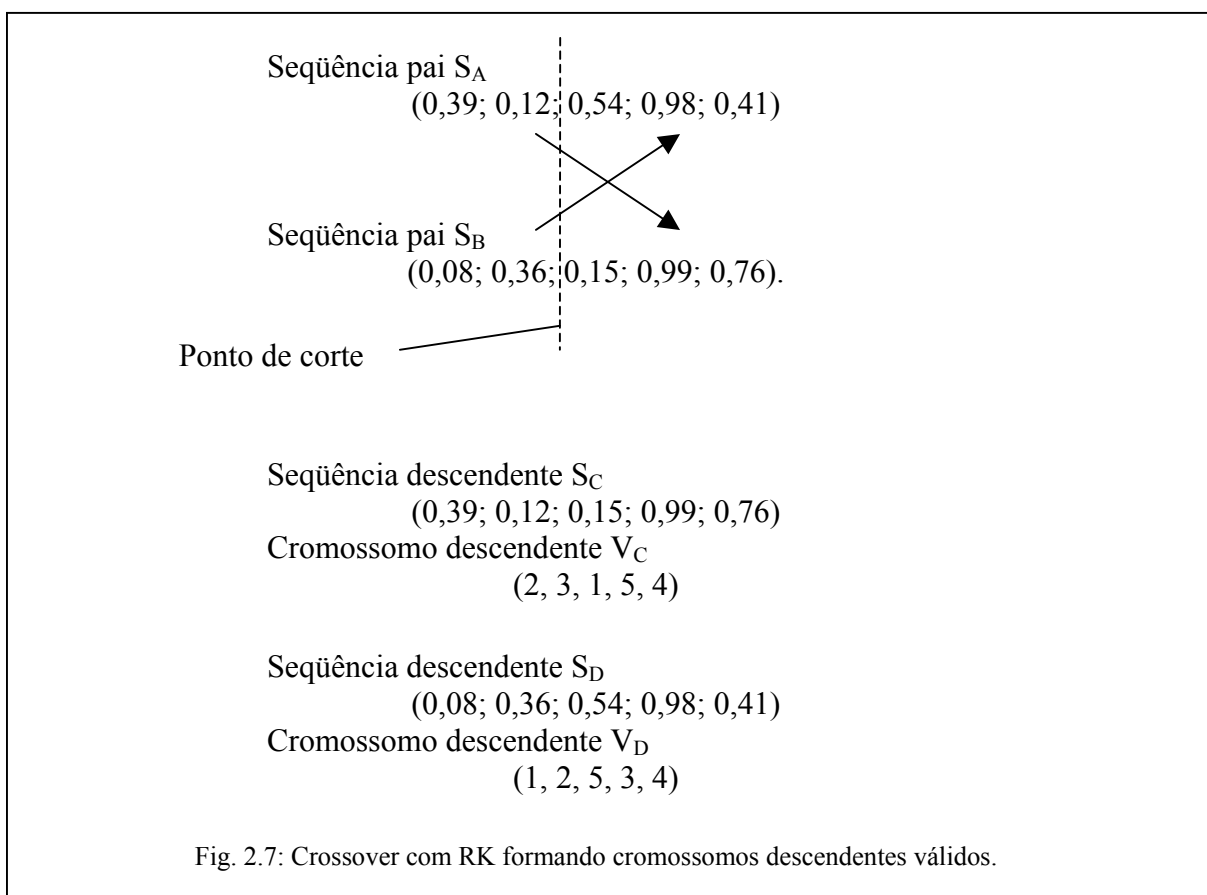 Seqüência pai SA
(0,39; 0,12; 0,54; 0,98; 0,41)
Seqüência pai SB
(0,08; 0,36; 0,15; 0,99; 0,76).
Ponto de corte
Seqüência descendente SC
(0,39; 0,12; 0,15; 0,99; 0,76)
Cromossomo descendente VC
(2, 3, 1, 5, 4)
Seqüência descendente SD
(0,08; 0,36; 0,54; 0,98; 0,41)
Cromossomo descendente VD
(1, 2, 5, 3, 4)
Fig. 2.7: Crossover com RK formando cromossomos descendentes válidos.